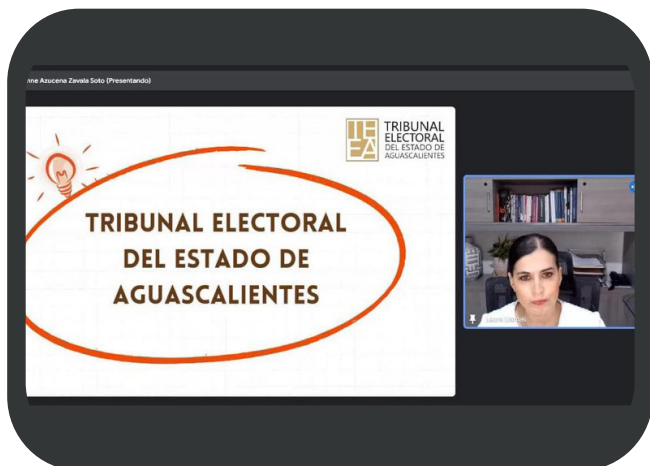 nne Azucena Zavala Soto (Presentando)
TRIBUNAL
ELECTORAL
DEL ESTADO DE
AGUASCALIENTES
TRIBUNAL ELECTORAL
DEL ESTADO DE
AGUASCALIENTES